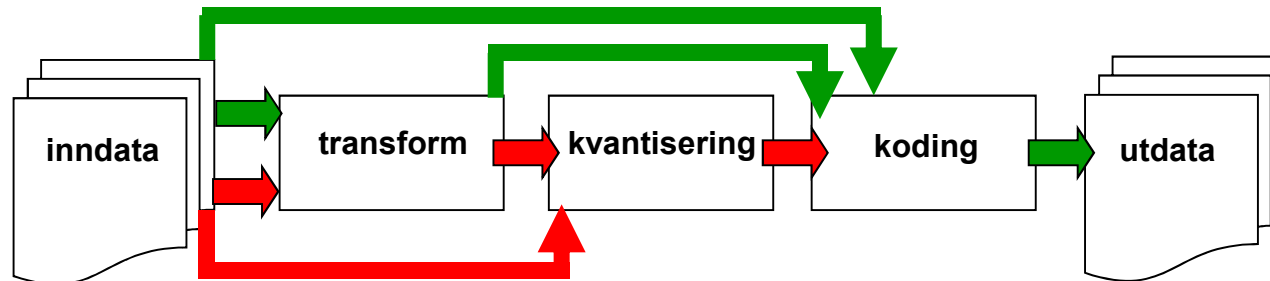 inndata
transform
kvantisering
koding
utdata